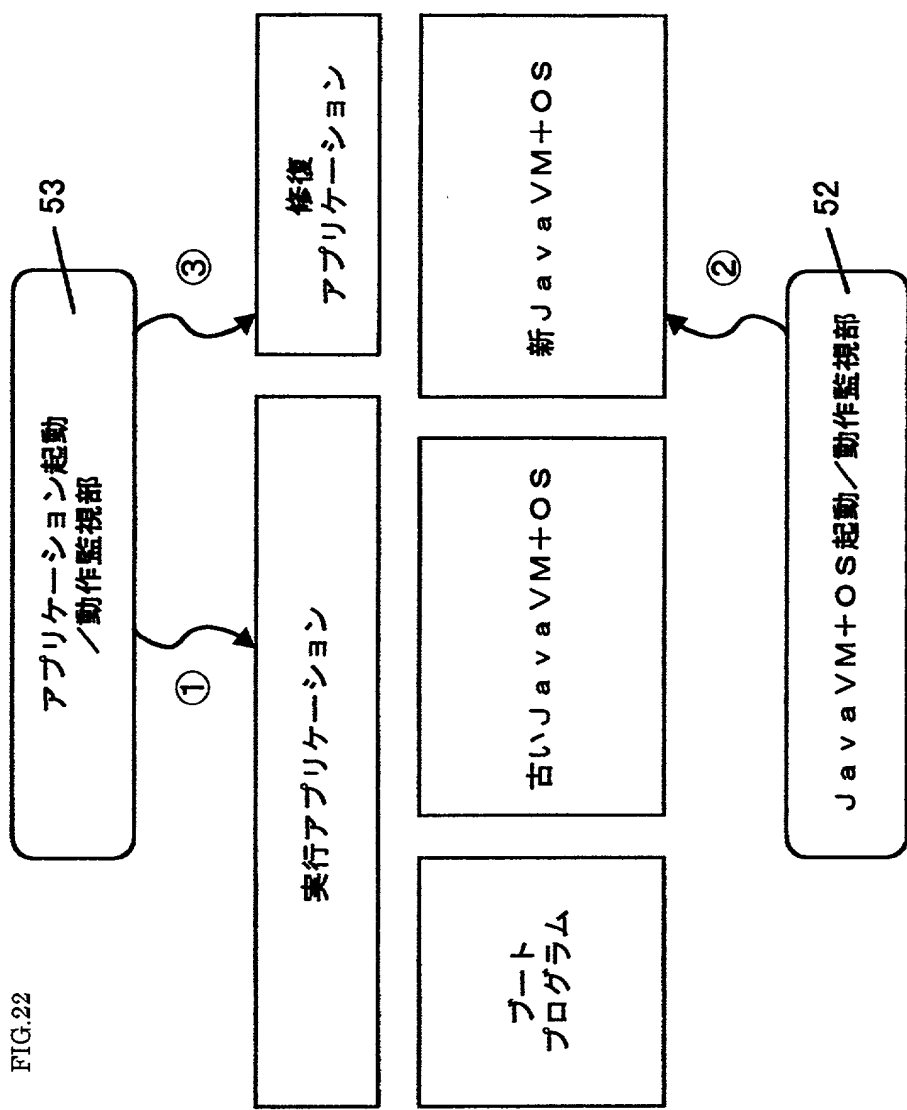 FIG.22
アプリケーション起動
／動作監視部
53
①
③
実行アプリケーション
修復
アプリケーション
ブート
プログラム
古いJavaVM＋OS
新JavaVM＋OS
②
JavaVM＋OS起動／動作監視部
52